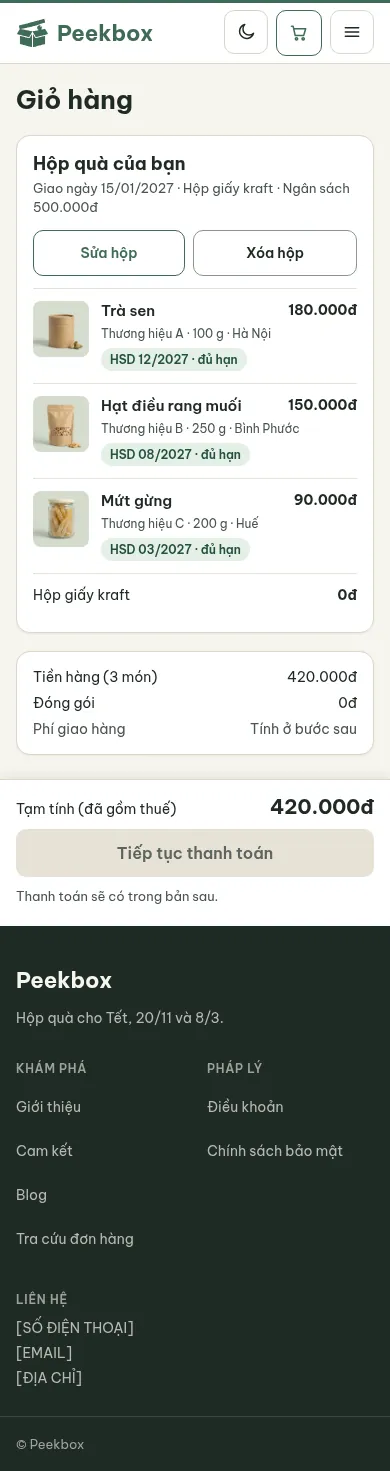 Peekbox
Giỏ hàng
Hộp quà của bạn
Giao ngày 15/01/2027 · Hộp giấy kraft · Ngân sách
500.000đ
Sửa hộp
Xóa hộp
Trà sen 180.000đ
Thương hiệu A · 100 g · Hà Nội
HSD 12/2027 · đủ hạn
Hạt điều rang muối 150.000đ
Thương hiệu B · 250 g · Bình Phước
HSD 08/2027 · đủ hạn
Mứt gừng 90.000đ
Thương hiệu C · 200 g · Huế
HSD 03/2027 · đủ hạn
Hộp giấy kraft 0đ
Tiền hàng (3 món) 420.000đ
Đóng gói 0đ
Phí giao hàng Tính ở bước sau
Tạm tính (đã gồm thuế) 420.000đ
Tiếp tục thanh toán
Thanh toán sẽ có trong bản sau.
Peekbox
Hộp quà cho Tết, 20/11 và 8/3.
KHÁM PHÁ
Giới thiệu
Cam kết
Blog
Tra cứu đơn hàng
PHÁP LÝ
Điều khoản
Chính sách bảo mật
LIÊN HỆ
[SỐ ĐIỆN THOẠI]
[EMAIL]
[ĐỊA CHỈ]
© Peekbox